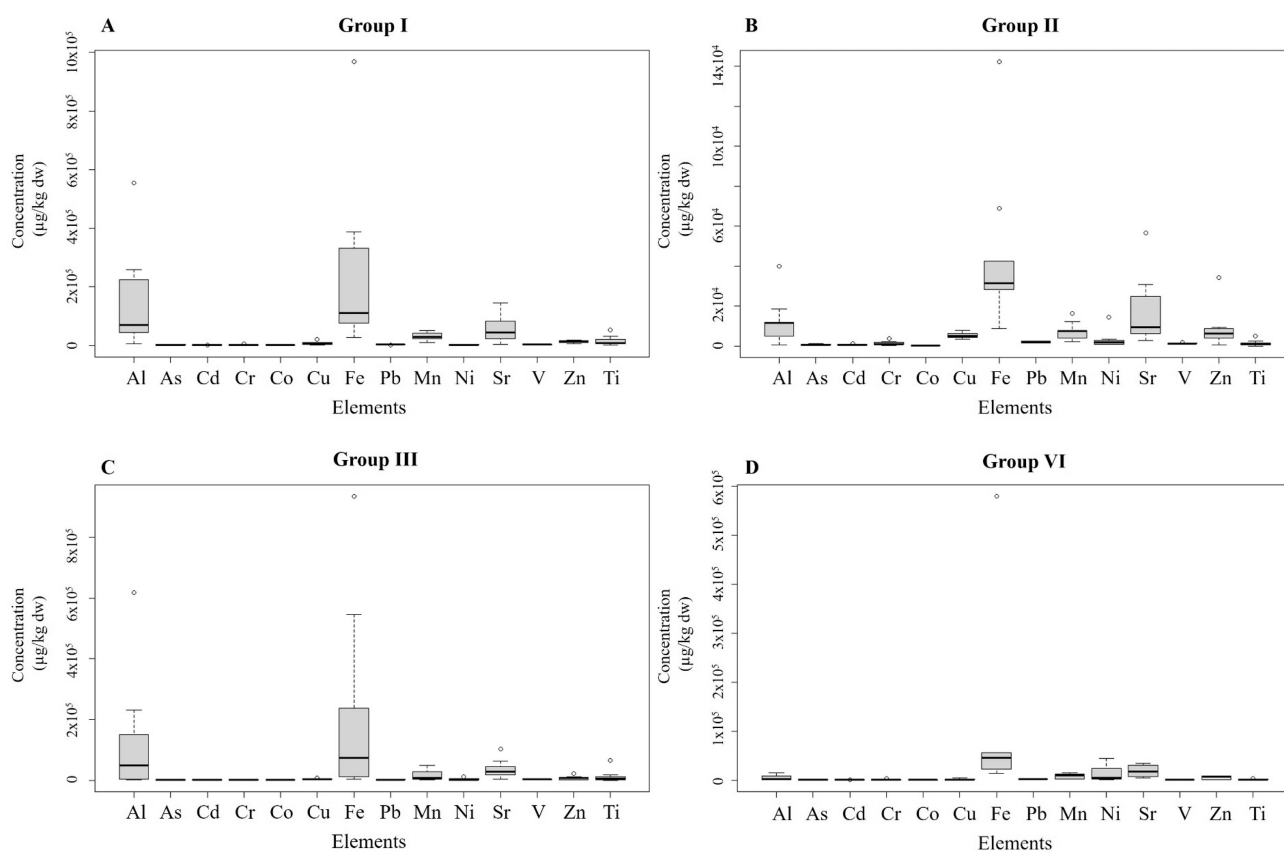 A
Group I
10x10⁵
8x10⁵
6x10⁵
4x10⁵
2x10⁵
0
Concentration
(µg/kg dw)
Al As Cd Cr Co Cu Fe Pb Mn Ni Sr V Zn Ti
Elements
B
Group II
14x10⁴
10x10⁴
6x10⁴
2x10⁴
0
Concentration
(µg/kg dw)
Al As Cd Cr Co Cu Fe Pb Mn Ni Sr V Zn Ti
Elements
C
Group III
8x10⁵
6x10⁵
4x10⁵
2x10⁵
0
Concentration
(µg/kg dw)
Al As Cd Cr Co Cu Fe Pb Mn Ni Sr V Zn Ti
Elements
D
Group VI
6x10⁵
5x10⁵
4x10⁵
3x10⁵
2x10⁵
1x10⁵
0
Concentration
(µg/kg dw)
Al As Cd Cr Co Cu Fe Pb Mn Ni Sr V Zn Ti
Elements